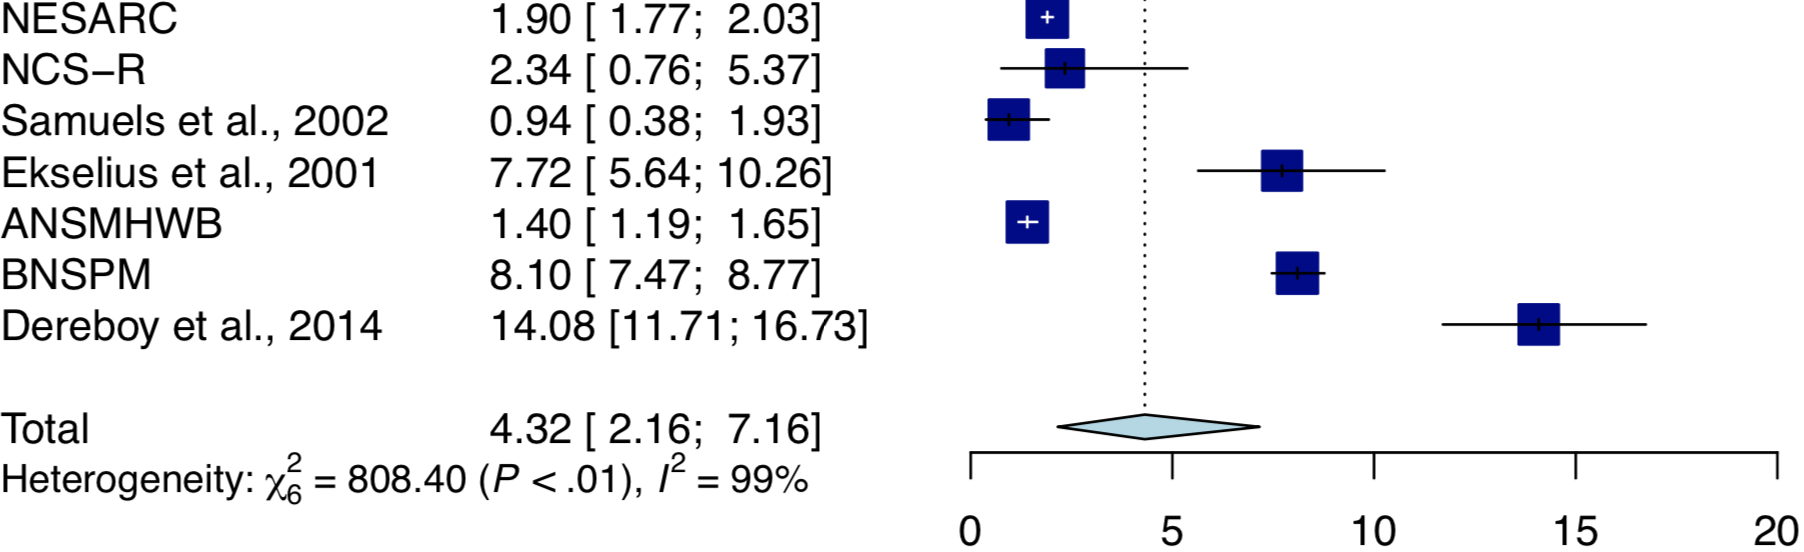 NESARC 1.90 [ 1.77; 2.03]
NCS−R 2.34 [ 0.76; 5.37]
Samuels et al., 2002 0.94 [ 0.38; 1.93]
Ekselius et al., 2001 7.72 [ 5.64; 10.26]
ANSMHWB 1.40 [ 1.19; 1.65]
BNSPM 8.10 [ 7.47; 8.77]
Dereboy et al., 2014 14.08 [11.71; 16.73]
Total 4.32 [ 2.16; 7.16]
Heterogeneity: χ²₆ = 808.40 (P < .01), I² = 99%
0 5 10 15 20